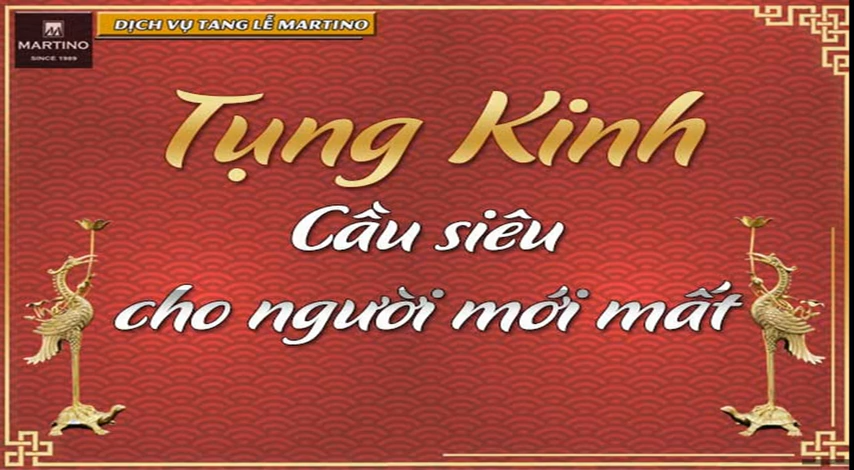 MARTINO
SINCE 1989
DỊCH VỤ TANG LỄ MARTINO
Tụng Kinh
Cầu siêu
cho người mới mất